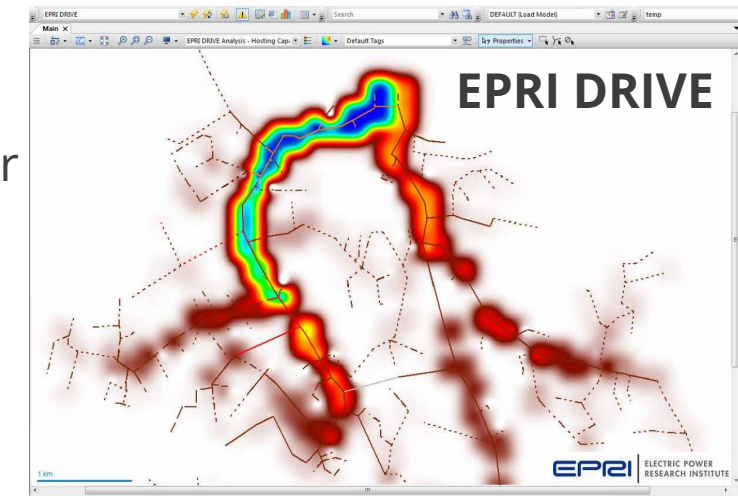 EPRI DRIVE
Search
DEFAULT (Load Model)
temp
Main X
EPRI DRIVE Analysis - Hosting Capa
Default Tags
Properties
EPRI DRIVE
r
1 km
EPRI
ELECTRIC POWER
RESEARCH INSTITUTE